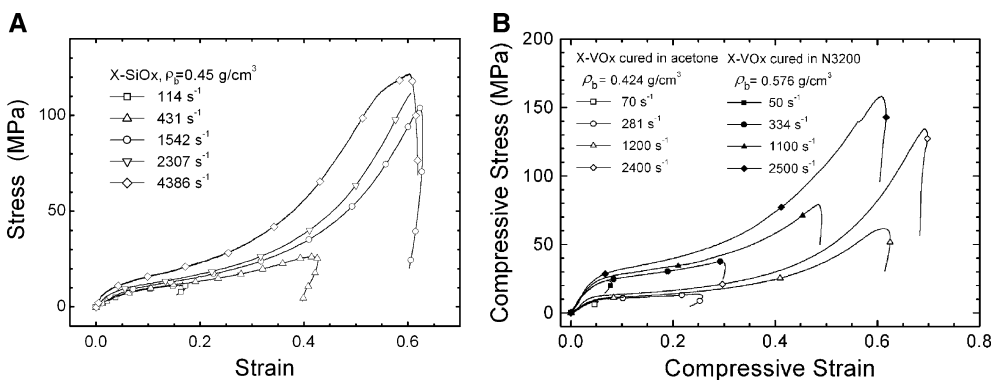 A
X-SiOx, ρb=0.45 g/cm³
114 s⁻¹
431 s⁻¹
1542 s⁻¹
2307 s⁻¹
4386 s⁻¹
Stress (MPa)
100
50
0
0.0 0.2 0.4 0.6
Strain
B
X-VOx cured in acetone X-VOx cured in N3200
ρb= 0.424 g/cm³ ρb= 0.576 g/cm³
70 s⁻¹ 50 s⁻¹
281 s⁻¹ 334 s⁻¹
1200 s⁻¹ 1100 s⁻¹
2400 s⁻¹ 2500 s⁻¹
Compressive Stress (MPa)
200
150
100
50
0
0.0 0.2 0.4 0.6 0.8
Compressive Strain